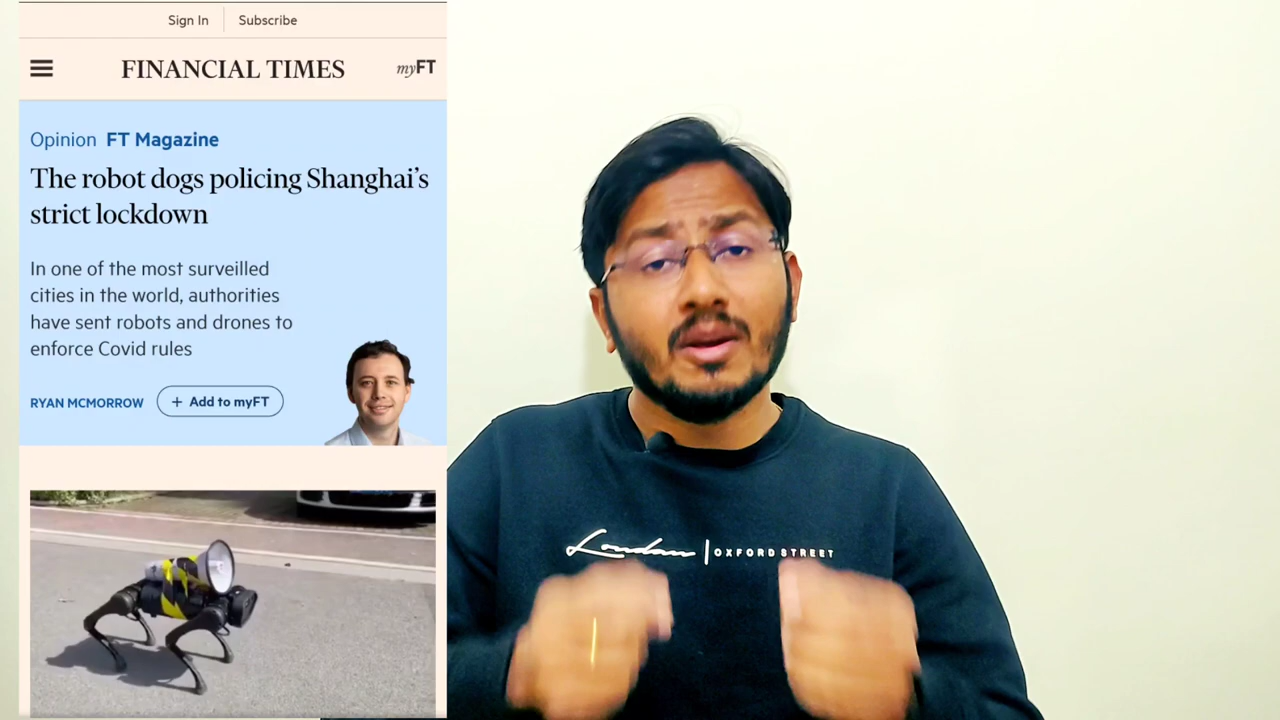 Sign In
Subscribe
FINANCIAL TIMES
myFT
Opinion FT Magazine
The robot dogs policing Shanghai's
strict lockdown
In one of the most surveilled
cities in the world, authorities
have sent robots and drones to
enforce Covid rules
RYAN MCMORROW
+ Add to myFT
London | OXFORD STREET